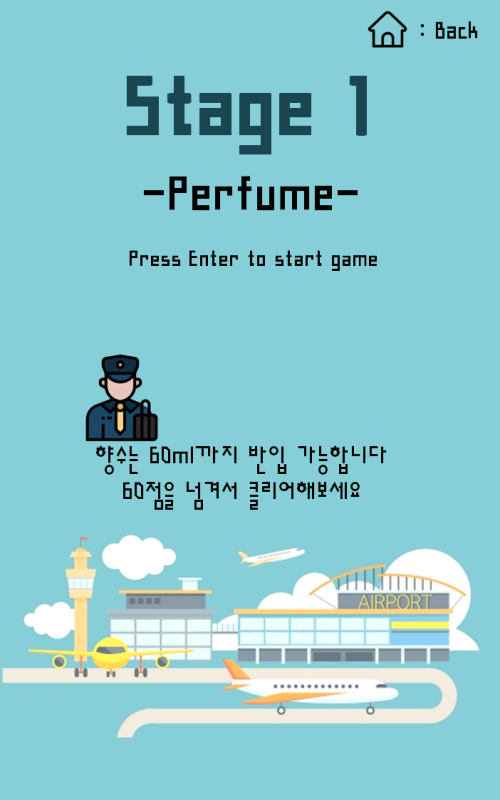 : Back
Stage 1
-Perfume-
Press Enter to start game
향수는 60ml까지 반입 가능합니다
60점을 넘겨서 클리어해보세요
AIRPORT